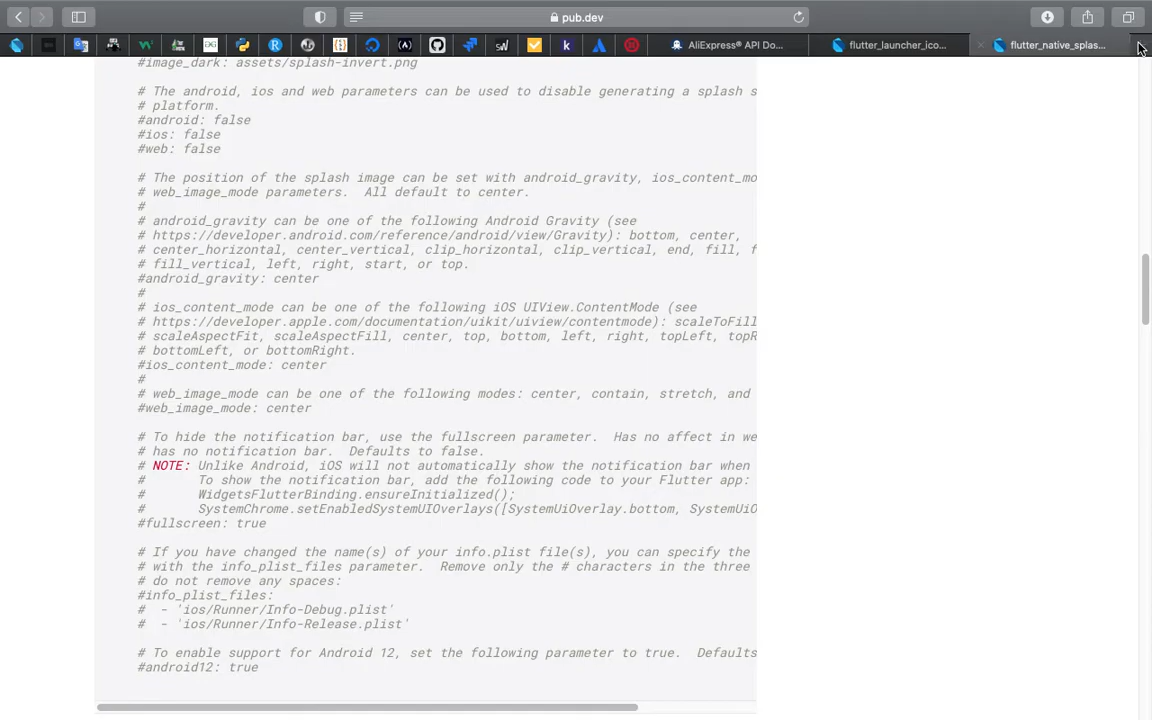 pub.dev
AliExpress® API Do...
flutter_launcher_ico...
flutter_native_splas...
#image_dark: assets/splash-invert.png
# The android, ios and web parameters can be used to disable generating a splash s
# platform.
#android: false
#ios: false
#web: false
# The position of the splash image can be set with android_gravity, ios_content_mo
# web_image_mode parameters.  All default to center.
#
# android_gravity can be one of the following Android Gravity (see
# https://developer.android.com/reference/android/view/Gravity): bottom, center,
# center_horizontal, center_vertical, clip_horizontal, clip_vertical, end, fill, f
# fill_vertical, left, right, start, or top.
#android_gravity: center
#
# ios_content_mode can be one of the following iOS UIView.ContentMode (see
# https://developer.apple.com/documentation/uikit/uiview/contentmode): scaleToFill
# scaleAspectFit, scaleAspectFill, center, top, bottom, left, right, topLeft, topR
# bottomLeft, or bottomRight.
#ios_content_mode: center
#
# web_image_mode can be one of the following modes: center, contain, stretch, and
#web_image_mode: center
# To hide the notification bar, use the fullscreen parameter.  Has no affect in we
# has no notification bar.  Defaults to false.
# NOTE: Unlike Android, iOS will not automatically show the notification bar when
#       To show the notification bar, add the following code to your Flutter app:
#       WidgetsFlutterBinding.ensureInitialized();
#       SystemChrome.setEnabledSystemUIOverlays([SystemUiOverlay.bottom, SystemUiO
#fullscreen: true
# If you have changed the name(s) of your info.plist file(s), you can specify the
# with the info_plist_files parameter.  Remove only the # characters in the three
# do not remove any spaces:
#info_plist_files:
#  - 'ios/Runner/Info-Debug.plist'
#  - 'ios/Runner/Info-Release.plist'
# To enable support for Android 12, set the following parameter to true.  Defaults
#android12: true